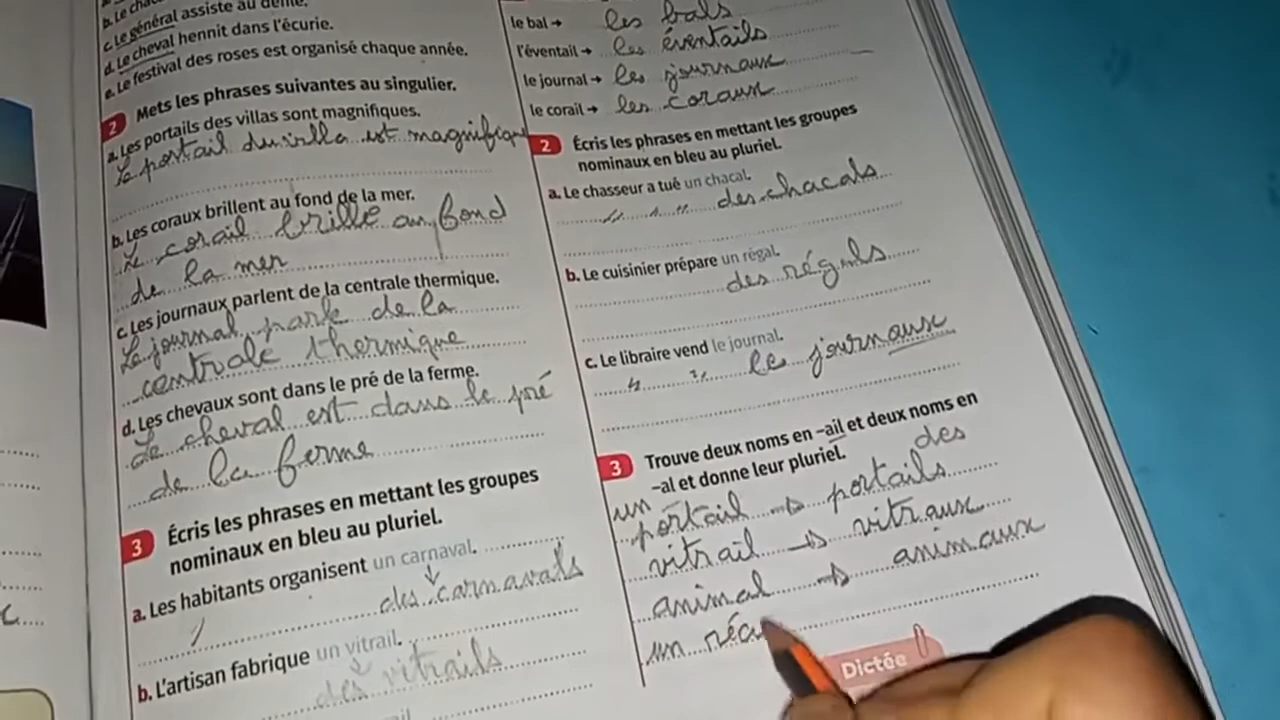 b. Le cha
c. Le général assiste au défilé.
d. Le cheval hennit dans l'écurie.
e. Le festival des roses est organisé chaque année.
2 Mets les phrases suivantes au singulier.
a. Les portails des villas sont magnifiques.
Le portail du villa est magnifique
b. Les coraux brillent au fond de la mer.
Le corail brille au fond
de la mer
c. Les journaux parlent de la centrale thermique.
Le journal parle de la
centrale thermique
d. Les chevaux sont dans le pré de la ferme.
Le cheval est dans le pré
de la ferme
3 Écris les phrases en mettant les groupes
nominaux en bleu au pluriel.
a. Les habitants organisent un carnaval.
des carnavals
b. L'artisan fabrique un vitrail.
des vitrails
le bal → les bals
l'éventail → les éventails
le journal → les journaux
le corail → les coraux
2 Écris les phrases en mettant les groupes
nominaux en bleu au pluriel.
a. Le chasseur a tué un chacal.
" " " des chacals
b. Le cuisinier prépare un régal.
des régals
c. Le libraire vend le journal.
" " le journaux
3 Trouve deux noms en –ail et deux noms en
–al et donne leur pluriel.
un des
portail → portails
vitrail → vitraux
animal → animaux
un
Dictée